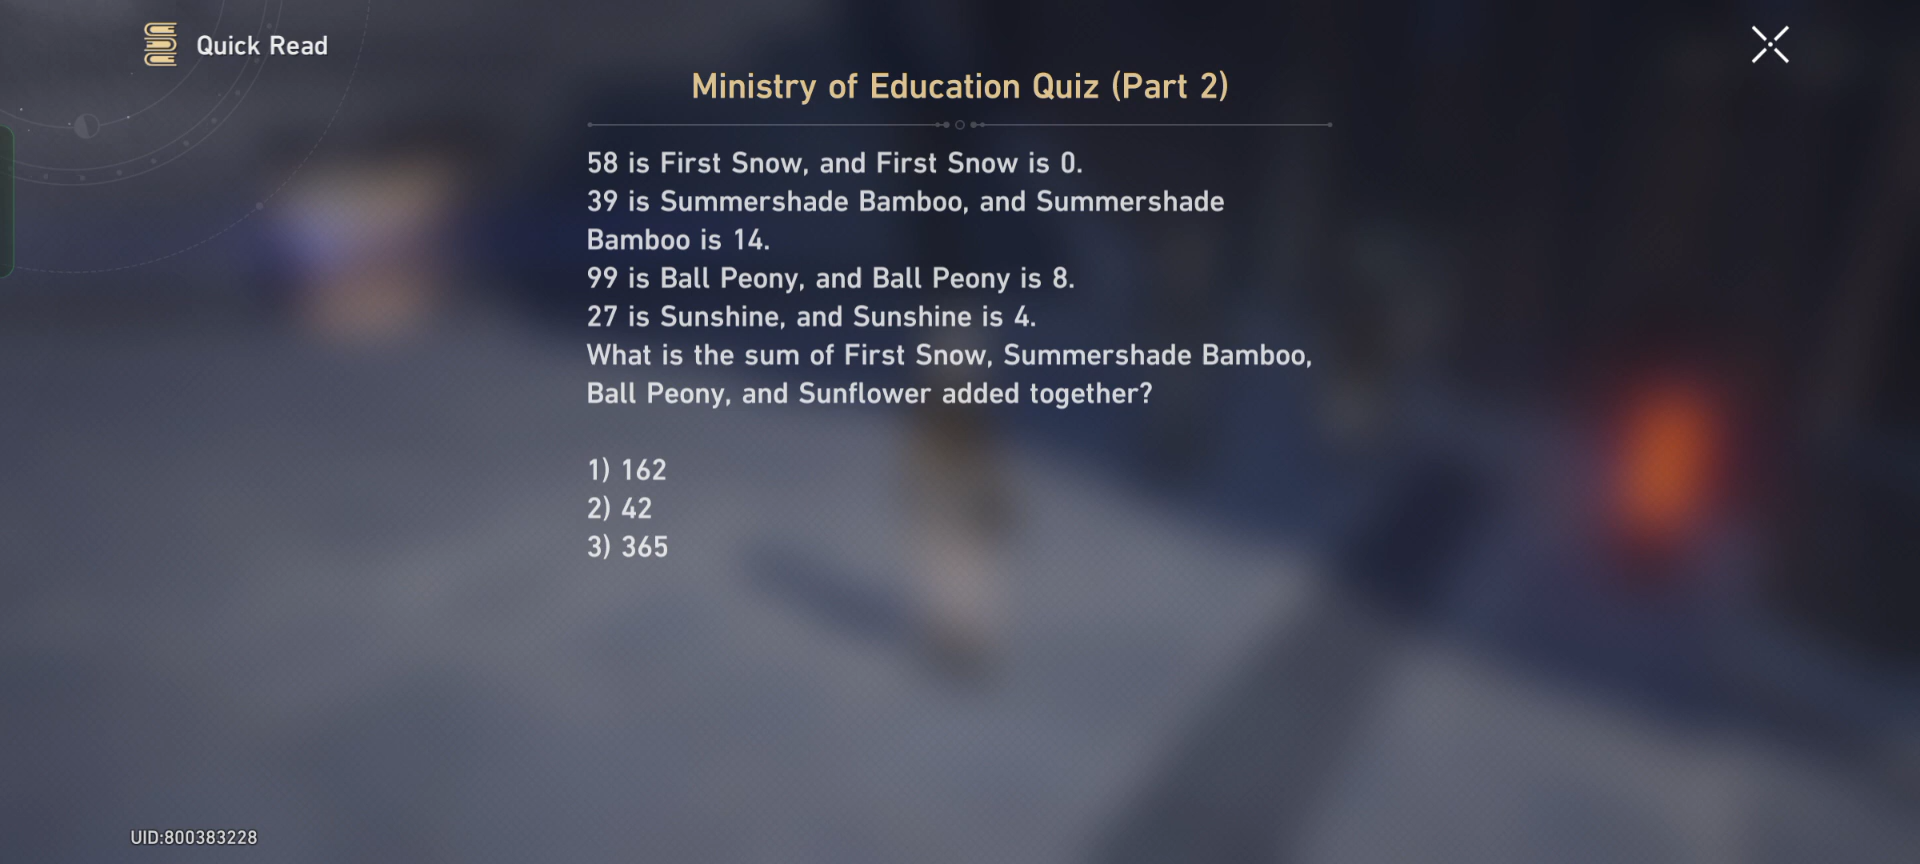 Quick Read
Ministry of Education Quiz (Part 2)
58 is First Snow, and First Snow is 0.
39 is Summershade Bamboo, and Summershade
Bamboo is 14.
99 is Ball Peony, and Ball Peony is 8.
27 is Sunshine, and Sunshine is 4.
What is the sum of First Snow, Summershade Bamboo,
Ball Peony, and Sunflower added together?
1) 162
2) 42
3) 365
UID:800383228